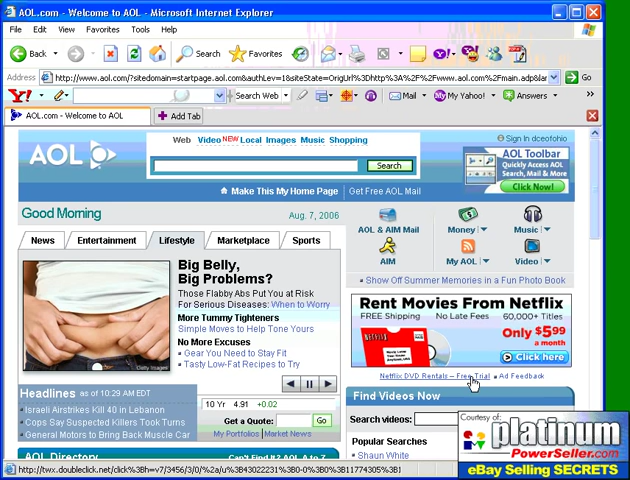 AOL.com - Welcome to AOL - Microsoft Internet Explorer
File Edit View Favorites Tools Help
Back Search Favorites
Address http://www.aol.com/?sitedomain=startpage.aol.com&authLev=1&siteState=OrigUrl%3Dhttp%3A%2F%2Fwww.aol.com%2Fmain.adp&lan Go
Y! Search Web Mail My Yahoo! Answers
AOL.com - Welcome to AOL Add Tab
Sign In dceofohio
Web Video NEW Local Images Music Shopping
AOL
Search
AOL Toolbar
Quickly Access AOL
Search, Mail & More
Click Now!
Make This My Home Page Get Free AOL Mail
Good Morning Aug. 7, 2006
AOL & AIM Mail Money Music
AIM My AOL Video
News Entertainment Lifestyle Marketplace Sports
Show Off Summer Memories in a Fun Photo Book
Big Belly,
Big Problems?
Those Flabby Abs Put You at Risk
For Serious Diseases: When to Worry
More Tummy Tighteners
Simple Moves to Help Tone Yours
No More Excuses
Gear You Need to Stay Fit
Tasty Low-Fat Recipes to Try
Getty Images
Rent Movies From Netflix
FREE Shipping No Late Fees 60,000+ Titles
Only $5.99
a month
Click here
Netflix DVD Rentals -- Free Trial Ad Feedback
Headlines as of 10:29 AM EDT
Israeli Airstrikes Kill 40 in Lebanon
Cops Say Suspected Killers Took Turns
General Motors to Bring Back Muscle Car
10 Yr 4.91 +0.02
Get a Quote: Go
My Portfolios Market News
Find Videos Now
Search videos:
Popular Searches
Shaun White
AOL Directory Can't Find It? AOL A to Z
Courtesy of:
platinum
PowerSeller.com
eBay Selling SECRETS
http://twx.doubleclick.net/click%3Bh=v7/3456/3/0/%2a/u%3B43022231%3B0-0%3B0%3B11774305%3B1